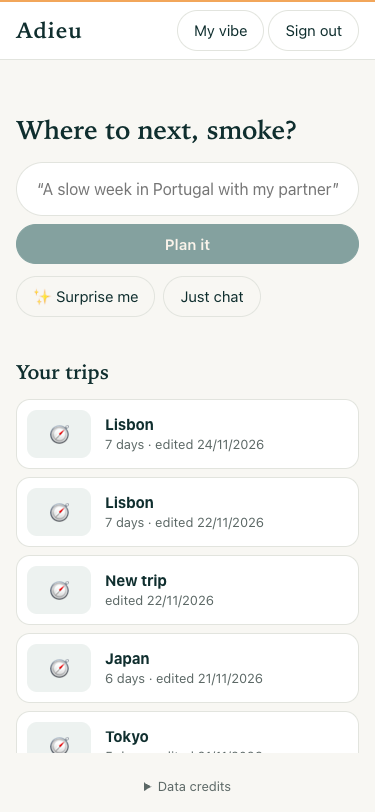 Adieu
My vibe
Sign out
Where to next, smoke?
“A slow week in Portugal with my partner”
Plan it
✨ Surprise me
Just chat
Your trips
Lisbon
7 days · edited 24/11/2026
Lisbon
7 days · edited 22/11/2026
New trip
edited 22/11/2026
Japan
6 days · edited 21/11/2026
Tokyo
▶ Data credits